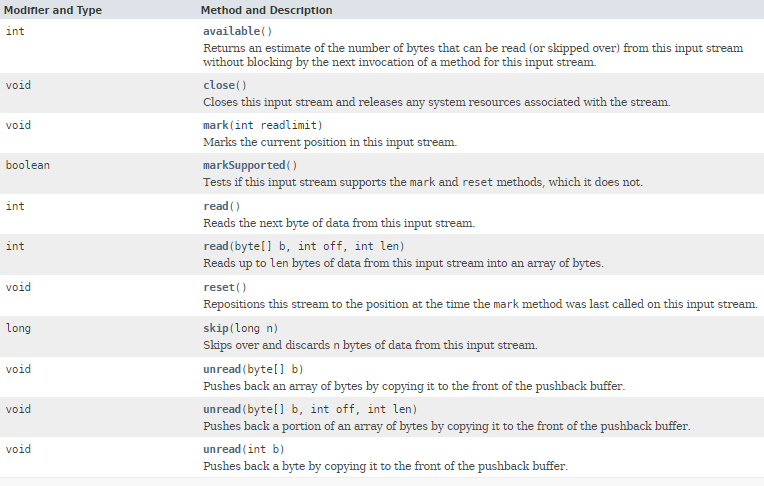 Modifier and Type Method and Description
int available()
Returns an estimate of the number of bytes that can be read (or skipped over) from this input stream
without blocking by the next invocation of a method for this input stream.
void close()
Closes this input stream and releases any system resources associated with the stream.
void mark(int readlimit)
Marks the current position in this input stream.
boolean markSupported()
Tests if this input stream supports the mark and reset methods, which it does not.
int read()
Reads the next byte of data from this input stream.
int read(byte[] b, int off, int len)
Reads up to len bytes of data from this input stream into an array of bytes.
void reset()
Repositions this stream to the position at the time the mark method was last called on this input stream.
long skip(long n)
Skips over and discards n bytes of data from this input stream.
void unread(byte[] b)
Pushes back an array of bytes by copying it to the front of the pushback buffer.
void unread(byte[] b, int off, int len)
Pushes back a portion of an array of bytes by copying it to the front of the pushback buffer.
void unread(int b)
Pushes back a byte by copying it to the front of the pushback buffer.